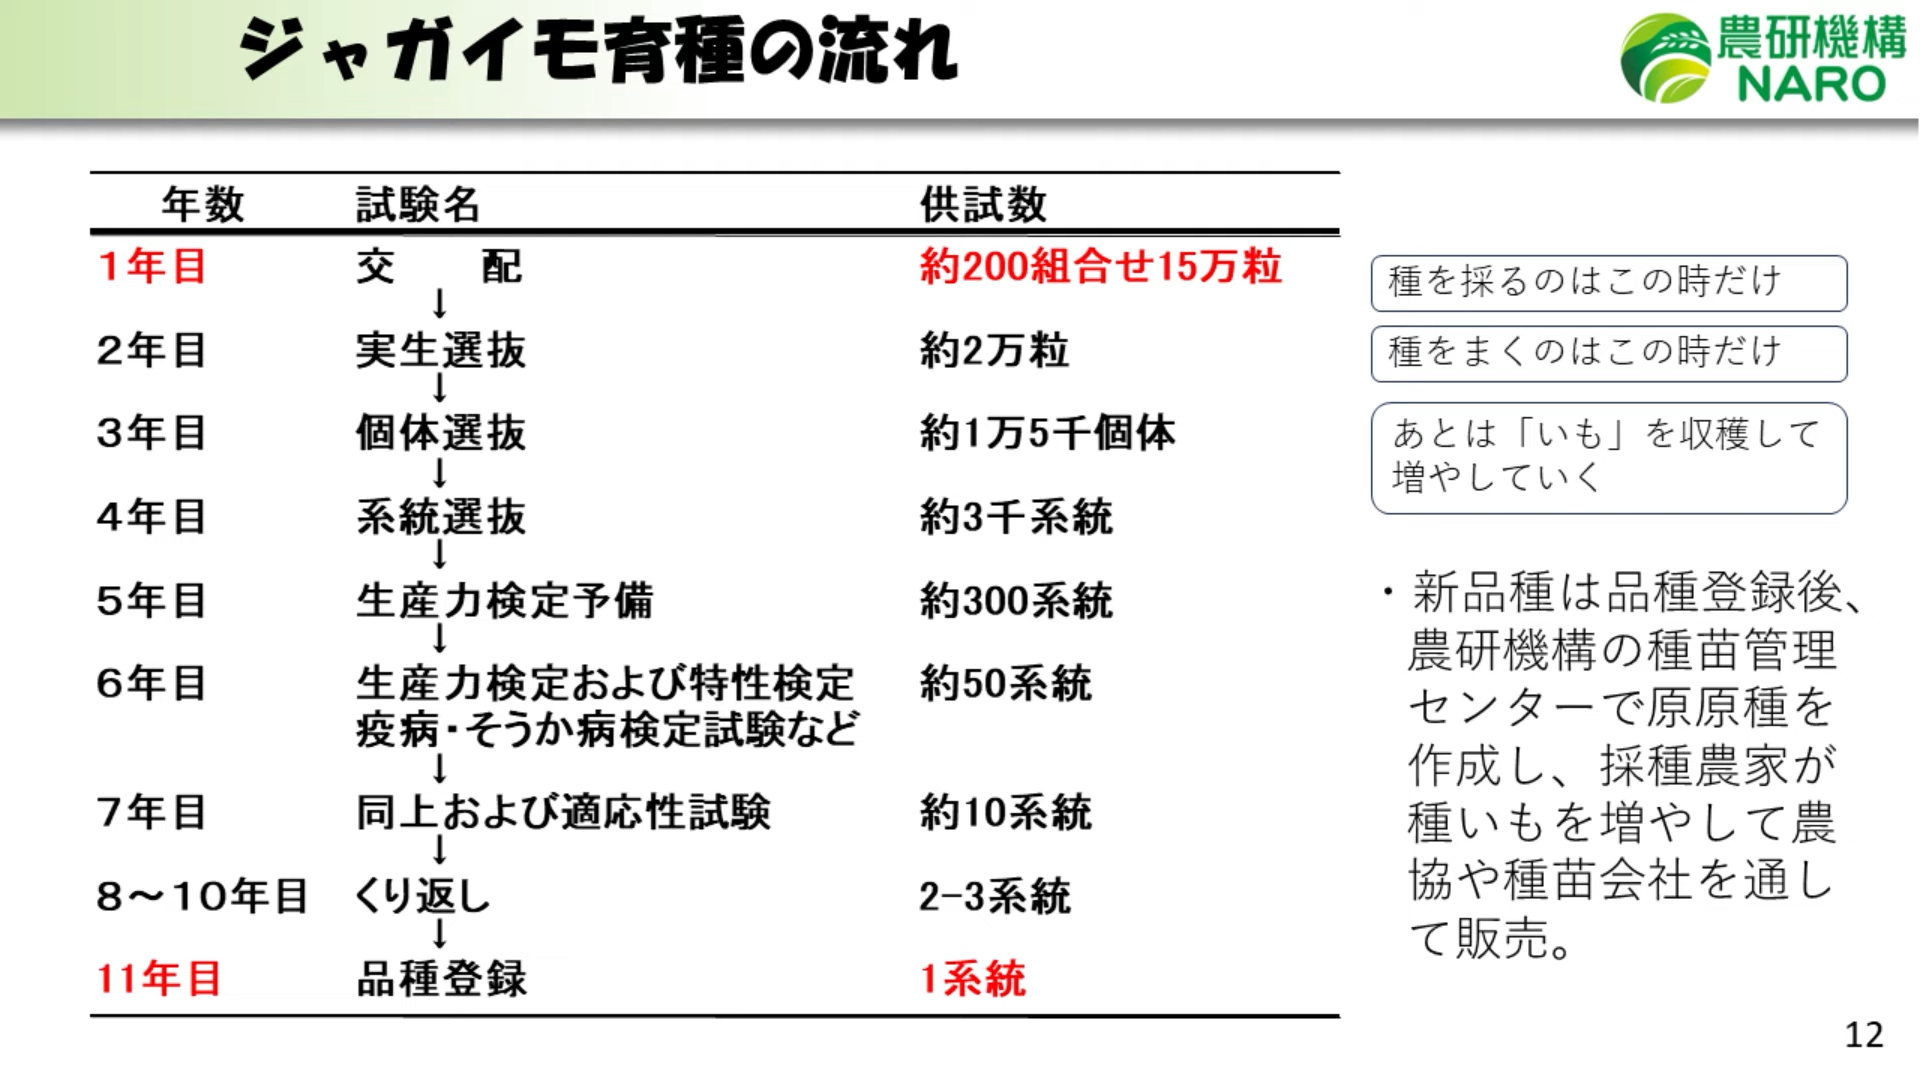 ジャガイモ育種の流れ
農研機構
NARO
年数 試験名 供試数
1年目 交 配 約200組合せ15万粒
↓
2年目 実生選抜 約2万粒
↓
3年目 個体選抜 約1万5千個体
↓
4年目 系統選抜 約3千系統
↓
5年目 生産力検定予備 約300系統
↓
6年目 生産力検定および特性検定 約50系統
疫病・そうか病検定試験など
↓
7年目 同上および適応性試験 約10系統
↓
8～10年目 くり返し 2-3系統
↓
11年目 品種登録 1系統
種を採るのはこの時だけ
種をまくのはこの時だけ
あとは「いも」を収穫して
増やしていく
・新品種は品種登録後、
農研機構の種苗管理
センターで原原種を
作成し、採種農家が
種いもを増やして農
協や種苗会社を通し
て販売。
12